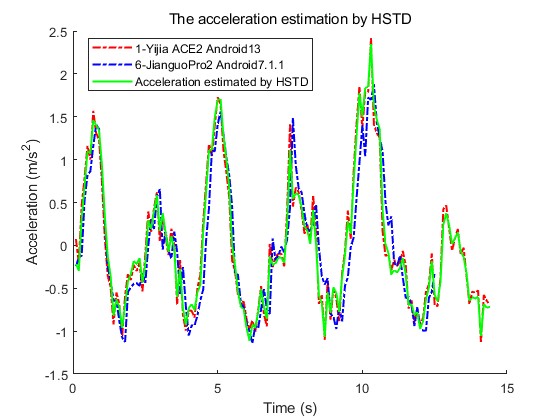 The acceleration estimation by HSTD
1-Yijia ACE2 Android13
6-JianguoPro2 Android7.1.1
Acceleration estimated by HSTD
Acceleration (m/s²)
2.5
2
1.5
1
0.5
0
-0.5
-1
-1.5
0 5 10 15
Time (s)